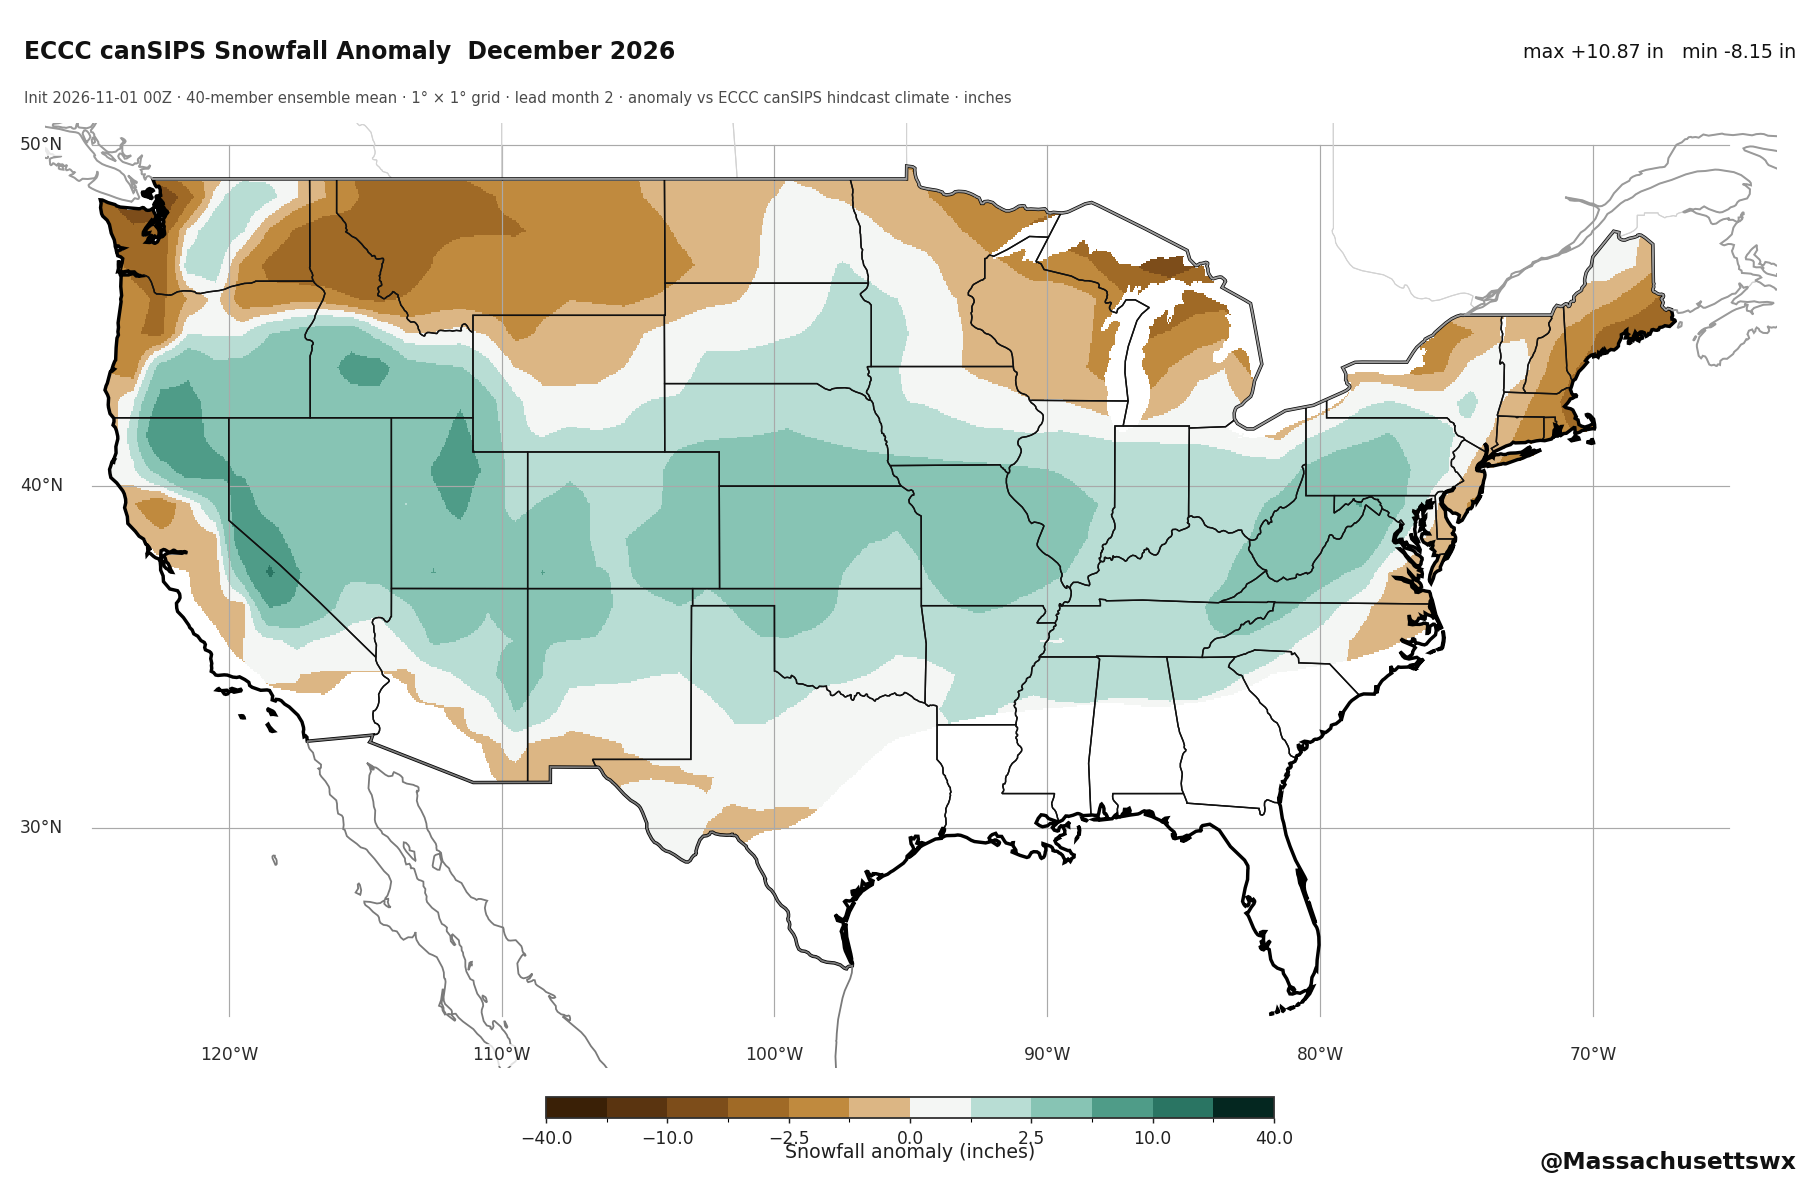 ECCC canSIPS Snowfall Anomaly  December 2026
max +10.87 in   min -8.15 in
Init 2026-11-01 00Z · 40-member ensemble mean · 1° × 1° grid · lead month 2 · anomaly vs ECCC canSIPS hindcast climate · inches
50°N
40°N
30°N
120°W 110°W 100°W 90°W 80°W 70°W
−40.0 −10.0 −2.5 0.0 2.5 10.0 40.0
Snowfall anomaly (inches)
@Massachusettswx